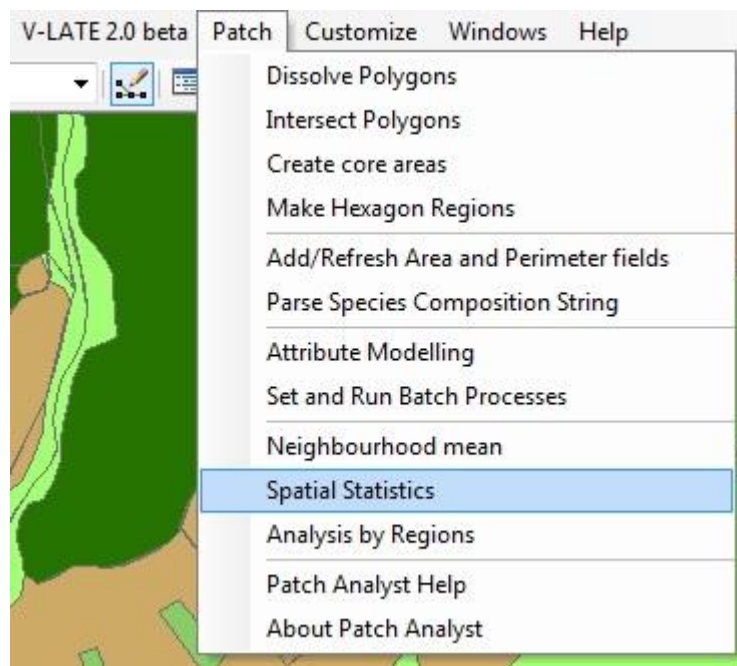 V-LATE 2.0 beta Patch Customize Windows Help
Dissolve Polygons
Intersect Polygons
Create core areas
Make Hexagon Regions
Add/Refresh Area and Perimeter fields
Parse Species Composition String
Attribute Modelling
Set and Run Batch Processes
Neighbourhood mean
Spatial Statistics
Analysis by Regions
Patch Analyst Help
About Patch Analyst